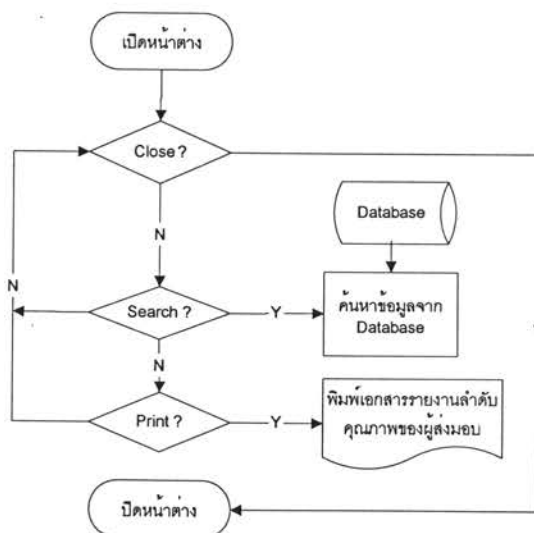 เปิดหน้าต่าง
Close ?
N
Database
N
Search ?
Y
ค้นหาข้อมูลจาก
Database
N
Print ?
Y
พิมพ์เอกสารรายงานลำดับ
คุณภาพของผู้ส่งมอบ
ปิดหน้าต่าง